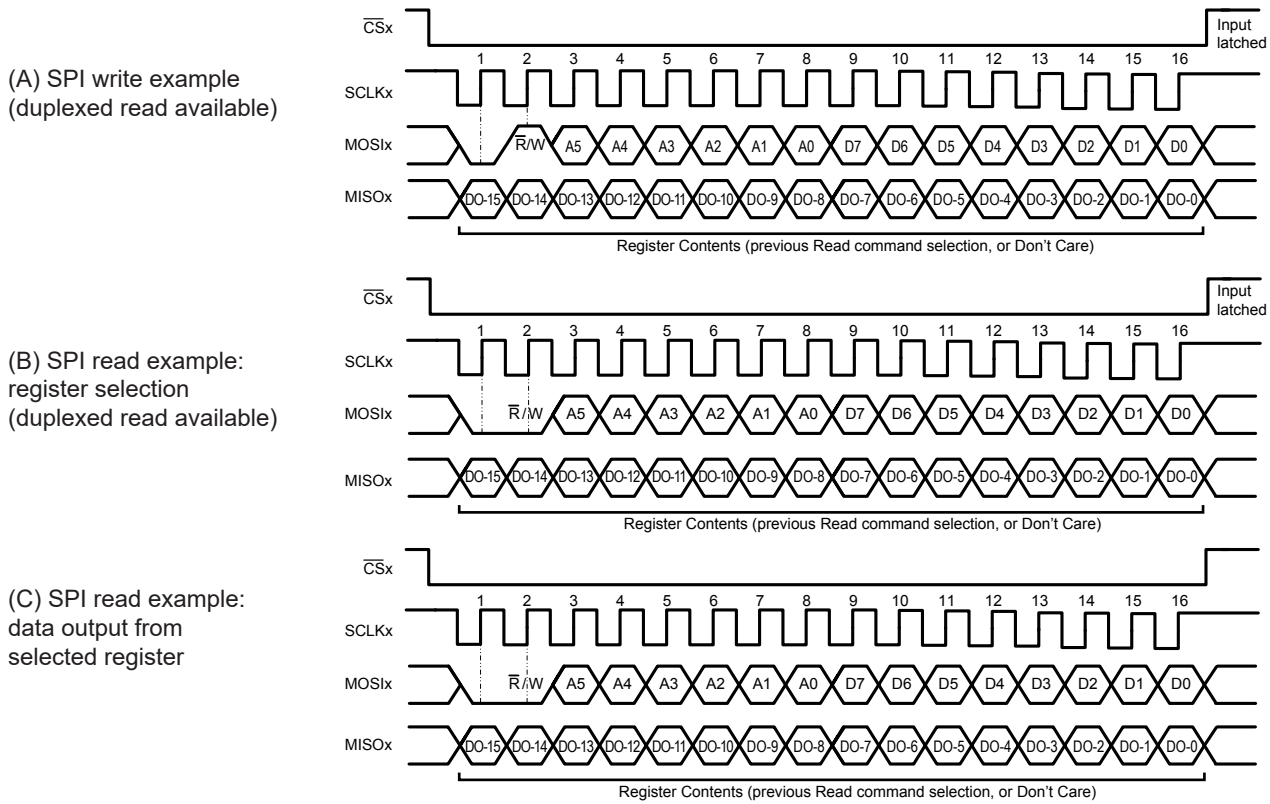 (A) SPI write example
(duplexed read available)
CSx
Input
latched
1 2 3 4 5 6 7 8 9 10 11 12 13 14 15 16
SCLKx
MOSIx R/W A5 A4 A3 A2 A1 A0 D7 D6 D5 D4 D3 D2 D1 D0
MISOx DO-15 DO-14 DO-13 DO-12 DO-11 DO-10 DO-9 DO-8 DO-7 DO-6 DO-5 DO-4 DO-3 DO-2 DO-1 DO-0
Register Contents (previous Read command selection, or Don't Care)
(B) SPI read example:
register selection
(duplexed read available)
CSx
Input
latched
1 2 3 4 5 6 7 8 9 10 11 12 13 14 15 16
SCLKx
MOSIx R/W A5 A4 A3 A2 A1 A0 D7 D6 D5 D4 D3 D2 D1 D0
MISOx DO-15 DO-14 DO-13 DO-12 DO-11 DO-10 DO-9 DO-8 DO-7 DO-6 DO-5 DO-4 DO-3 DO-2 DO-1 DO-0
Register Contents (previous Read command selection, or Don't Care)
(C) SPI read example:
data output from
selected register
CSx
1 2 3 4 5 6 7 8 9 10 11 12 13 14 15 16
SCLKx
MOSIx R/W A5 A4 A3 A2 A1 A0 D7 D6 D5 D4 D3 D2 D1 D0
MISOx DO-15 DO-14 DO-13 DO-12 DO-11 DO-10 DO-9 DO-8 DO-7 DO-6 DO-5 DO-4 DO-3 DO-2 DO-1 DO-0
Register Contents (previous Read command selection, or Don't Care)